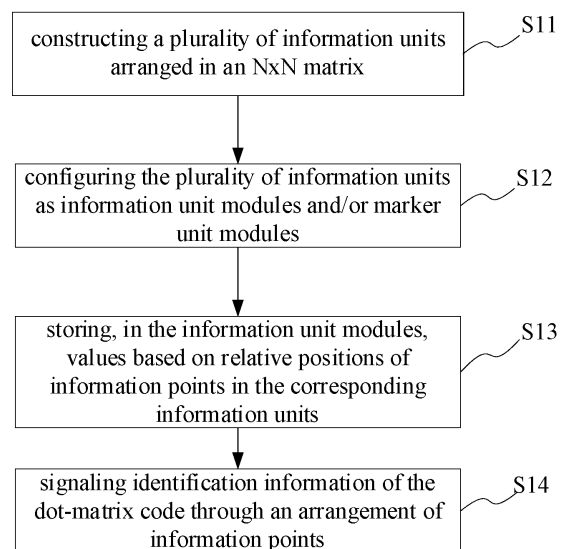 constructing a plurality of information units
arranged in an NxN matrix
S11
configuring the plurality of information units
as information unit modules and/or marker
unit modules
S12
storing, in the information unit modules,
values based on relative positions of
information points in the corresponding
information units
S13
signaling identification information of the
dot-matrix code through an arrangement of
information points
S14